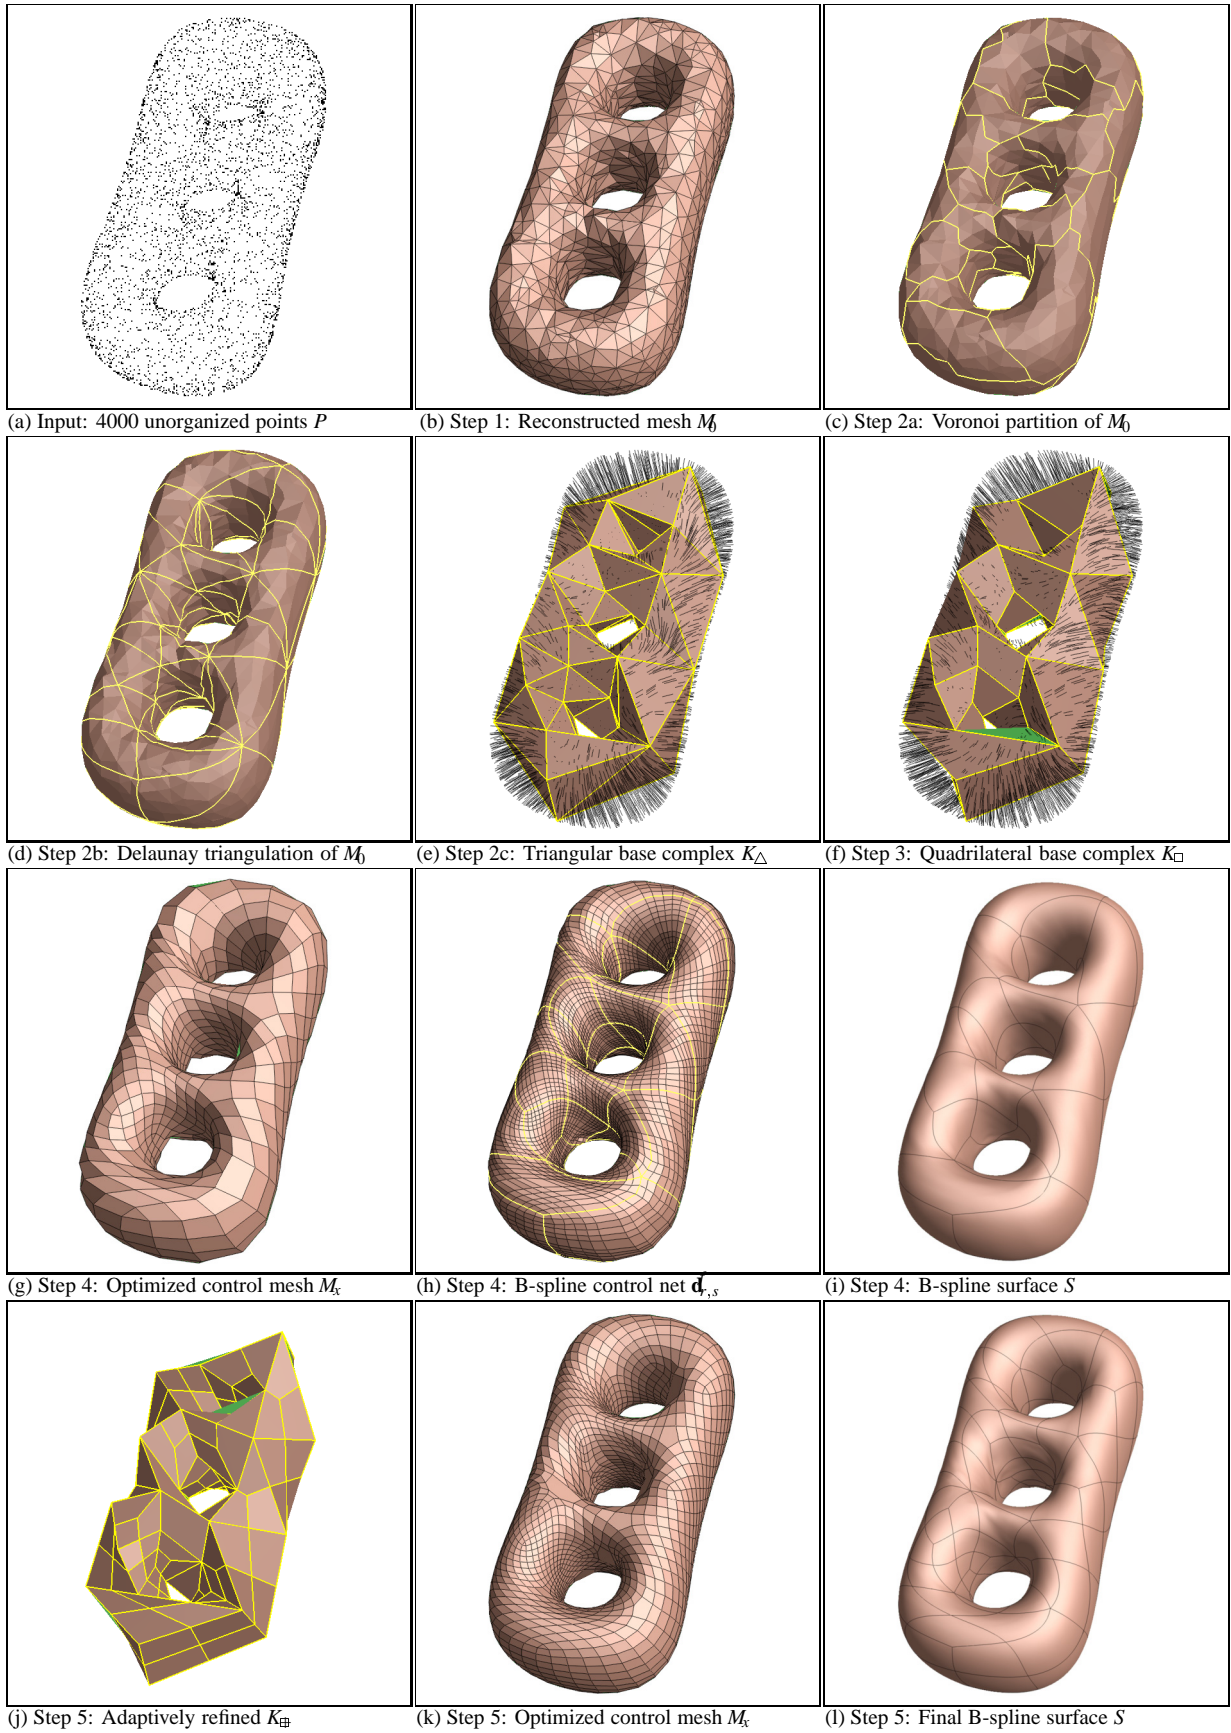 (a) Input: 4000 unorganized points P
(b) Step 1: Reconstructed mesh M0
(c) Step 2a: Voronoi partition of M0
(d) Step 2b: Delaunay triangulation of M0
(e) Step 2c: Triangular base complex K△
(f) Step 3: Quadrilateral base complex K□
(g) Step 4: Optimized control mesh Mx
(h) Step 4: B-spline control net d^f_r,s
(i) Step 4: B-spline surface S
(j) Step 5: Adaptively refined K⊞
(k) Step 5: Optimized control mesh Mx
(l) Step 5: Final B-spline surface S